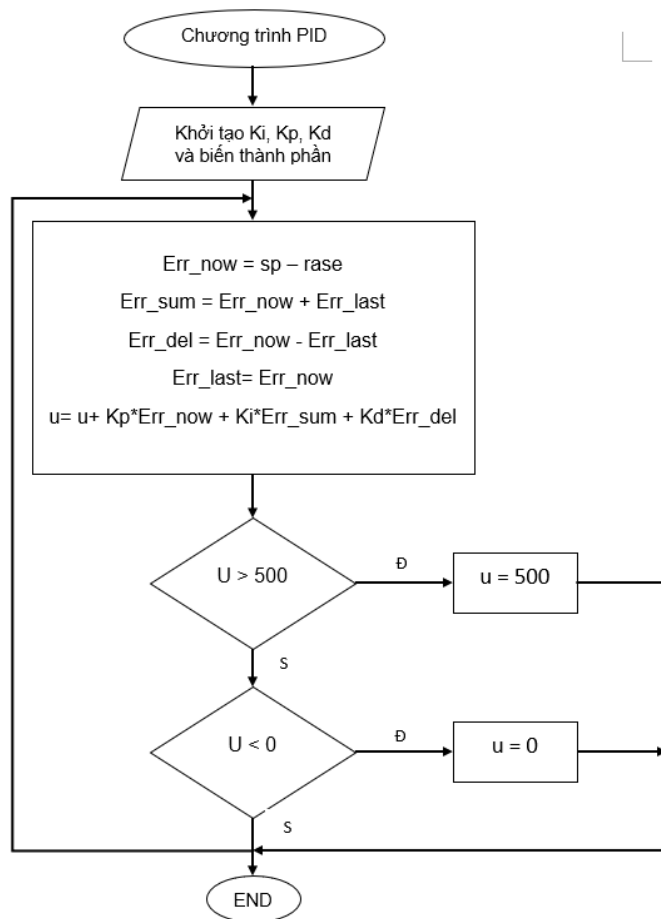 Chương trình PID
Khởi tạo Ki, Kp, Kd
và biến thành phần
Err_now = sp – rase
Err_sum = Err_now + Err_last
Err_del = Err_now - Err_last
Err_last= Err_now
u= u+ Kp*Err_now + Ki*Err_sum + Kd*Err_del
U > 500
Đ
u = 500
S
U < 0
Đ
u = 0
S
END